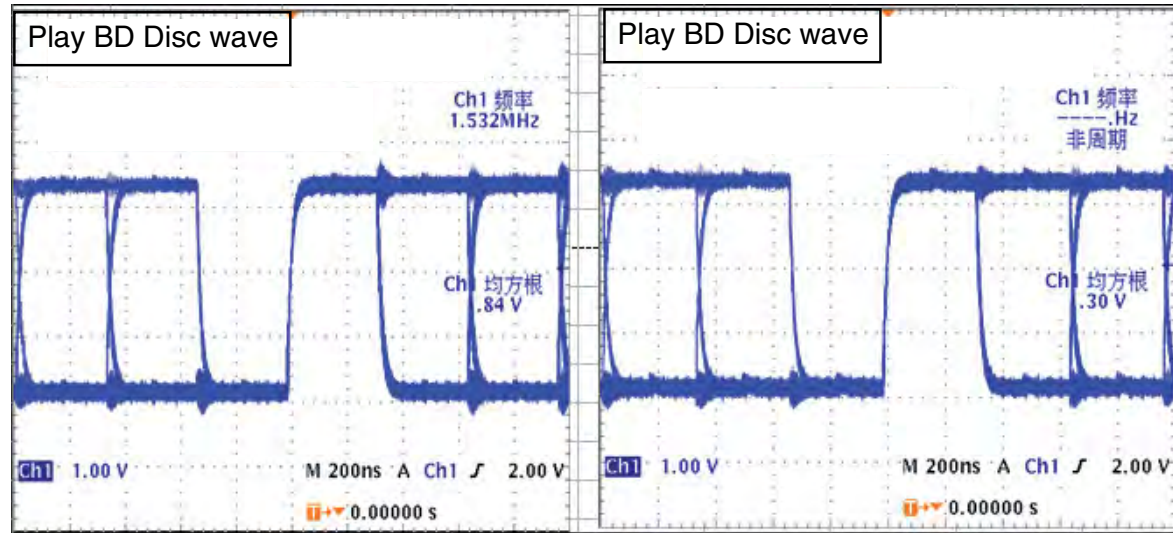 Play BD Disc wave
Ch1 频率
1.532MHz
Ch1 均方根
.84 V
Ch1 1.00 V M 200ns A Ch1 2.00 V
0.00000 s
Play BD Disc wave
Ch1 频率
----.Hz
非周期
Ch1 均方根
.30 V
Ch1 1.00 V M 200ns A Ch1 2.00 V
0.00000 s